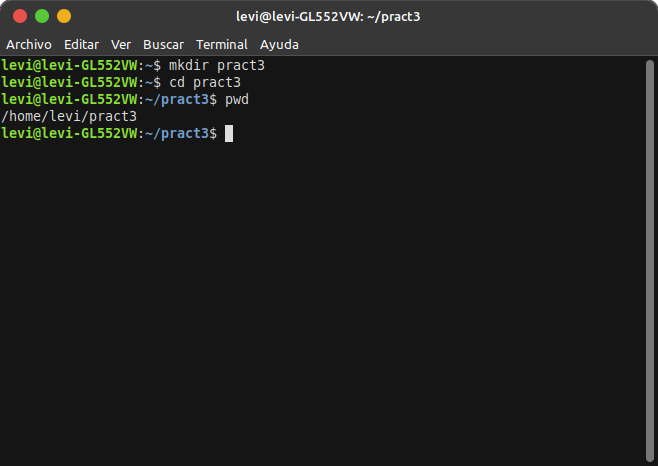 levi@levi-GL552VW: ~/pract3
Archivo Editar Ver Buscar Terminal Ayuda
levi@levi-GL552VW:~$ mkdir pract3
levi@levi-GL552VW:~$ cd pract3
levi@levi-GL552VW:~/pract3$ pwd
/home/levi/pract3
levi@levi-GL552VW:~/pract3$